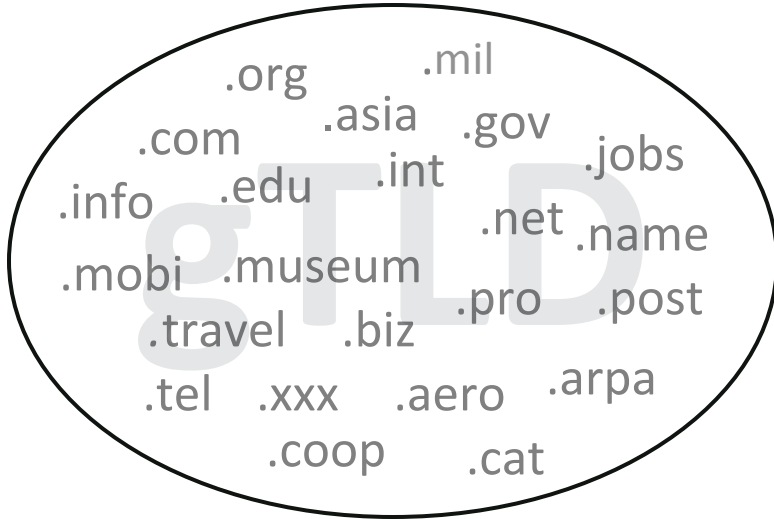 .org
.mil
.asia
.com
.gov
.jobs
.int
.edu
.info
.net
.name
.museum
.mobi
.pro
.post
.travel
.biz
.tel
.xxx
.aero
.arpa
.coop
.cat
gTLD